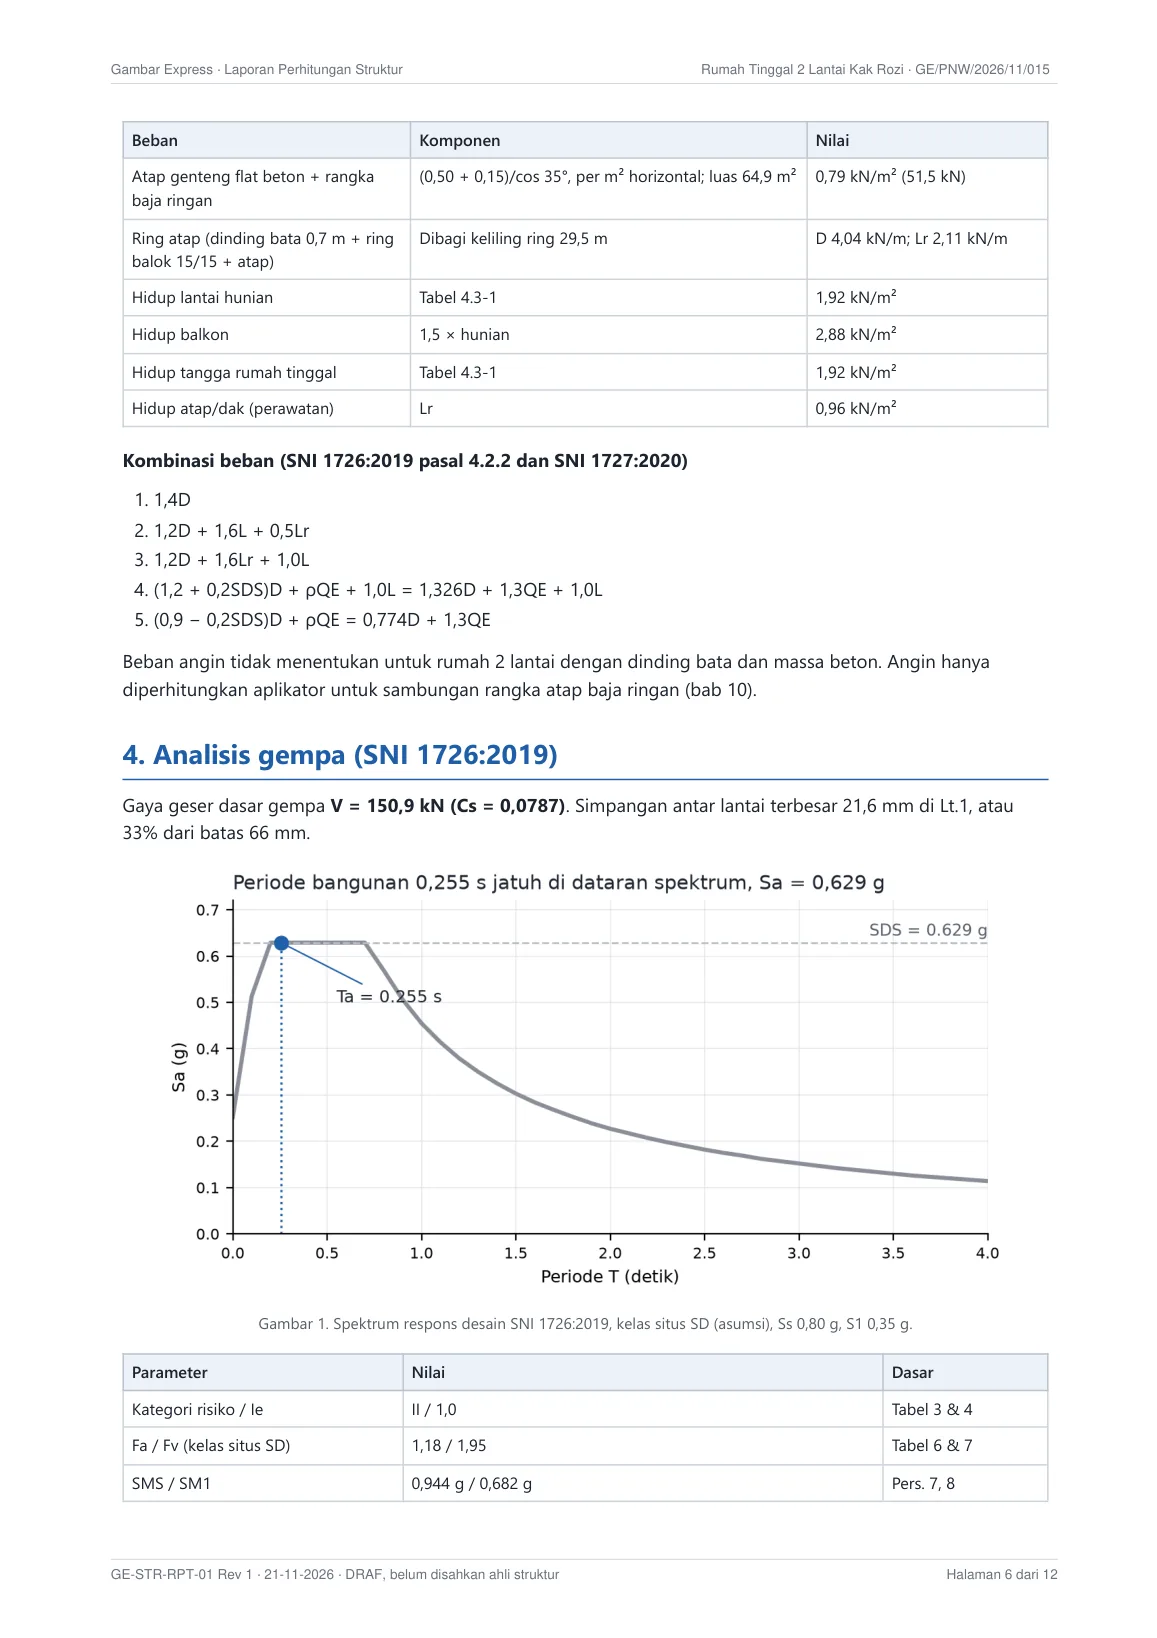 Gambar Express · Laporan Perhitungan Struktur
Rumah Tinggal 2 Lantai Kak Rozi · GE/PNW/2026/11/015
Beban
Komponen
Nilai
Atap genteng flat beton + rangka
baja ringan
(0,50 + 0,15)/cos 35°, per m² horizontal; luas 64,9 m²
0,79 kN/m² (51,5 kN)
Ring atap (dinding bata 0,7 m + ring
balok 15/15 + atap)
Dibagi keliling ring 29,5 m
D 4,04 kN/m; Lr 2,11 kN/m
Hidup lantai hunian
Tabel 4.3-1
1,92 kN/m²
Hidup balkon
1,5 × hunian
2,88 kN/m²
Hidup tangga rumah tinggal
Tabel 4.3-1
1,92 kN/m²
Hidup atap/dak (perawatan)
Lr
0,96 kN/m²
Kombinasi beban (SNI 1726:2019 pasal 4.2.2 dan SNI 1727:2020)
1. 1,4D
2. 1,2D + 1,6L + 0,5Lr
3. 1,2D + 1,6Lr + 1,0L
4. (1,2 + 0,2SDS)D + ρQE + 1,0L = 1,326D + 1,3QE + 1,0L
5. (0,9 − 0,2SDS)D + ρQE = 0,774D + 1,3QE
Beban angin tidak menentukan untuk rumah 2 lantai dengan dinding bata dan massa beton. Angin hanya
diperhitungkan aplikator untuk sambungan rangka atap baja ringan (bab 10).
4. Analisis gempa (SNI 1726:2019)
Gaya geser dasar gempa V = 150,9 kN (Cs = 0,0787). Simpangan antar lantai terbesar 21,6 mm di Lt.1, atau
33% dari batas 66 mm.
Periode bangunan 0,255 s jatuh di dataran spektrum, Sa = 0,629 g
0.7
SDS = 0.629 g
0.6
Ta = 0.255 s
0.5
0.4
Sa (g)
0.3
0.2
0.1
0.0
0.0 0.5 1.0 1.5 2.0 2.5 3.0 3.5 4.0
Periode T (detik)
Gambar 1. Spektrum respons desain SNI 1726:2019, kelas situs SD (asumsi), Ss 0,80 g, S1 0,35 g.
Parameter
Nilai
Dasar
Kategori risiko / Ie
II / 1,0
Tabel 3 & 4
Fa / Fv (kelas situs SD)
1,18 / 1,95
Tabel 6 & 7
SMS / SM1
0,944 g / 0,682 g
Pers. 7, 8
GE-STR-RPT-01 Rev 1 · 21-11-2026 · DRAF, belum disahkan ahli struktur
Halaman 6 dari 12